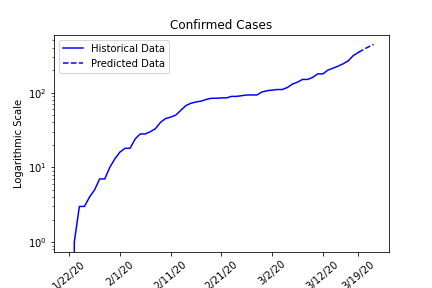 Confirmed Cases
Historical Data
Predicted Data
Logarithmic Scale
10²
10¹
10⁰
1/22/20
2/1/20
2/11/20
2/21/20
3/2/20
3/12/20
3/19/20